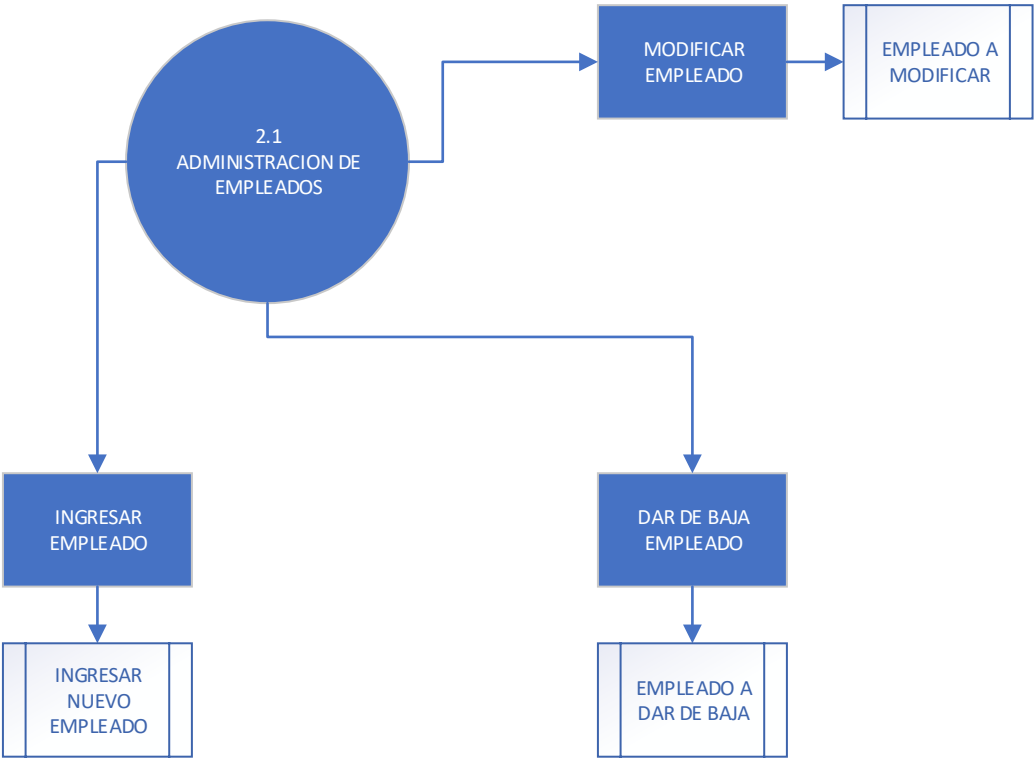 MODIFICAR
EMPLEADO
EMPLEADO A
MODIFICAR
2.1
ADMINISTRACION DE
EMPLEADOS
INGRESAR
EMPLEADO
DAR DE BAJA
EMPLEADO
INGRESAR
NUEVO
EMPLEADO
EMPLEADO A
DAR DE BAJA